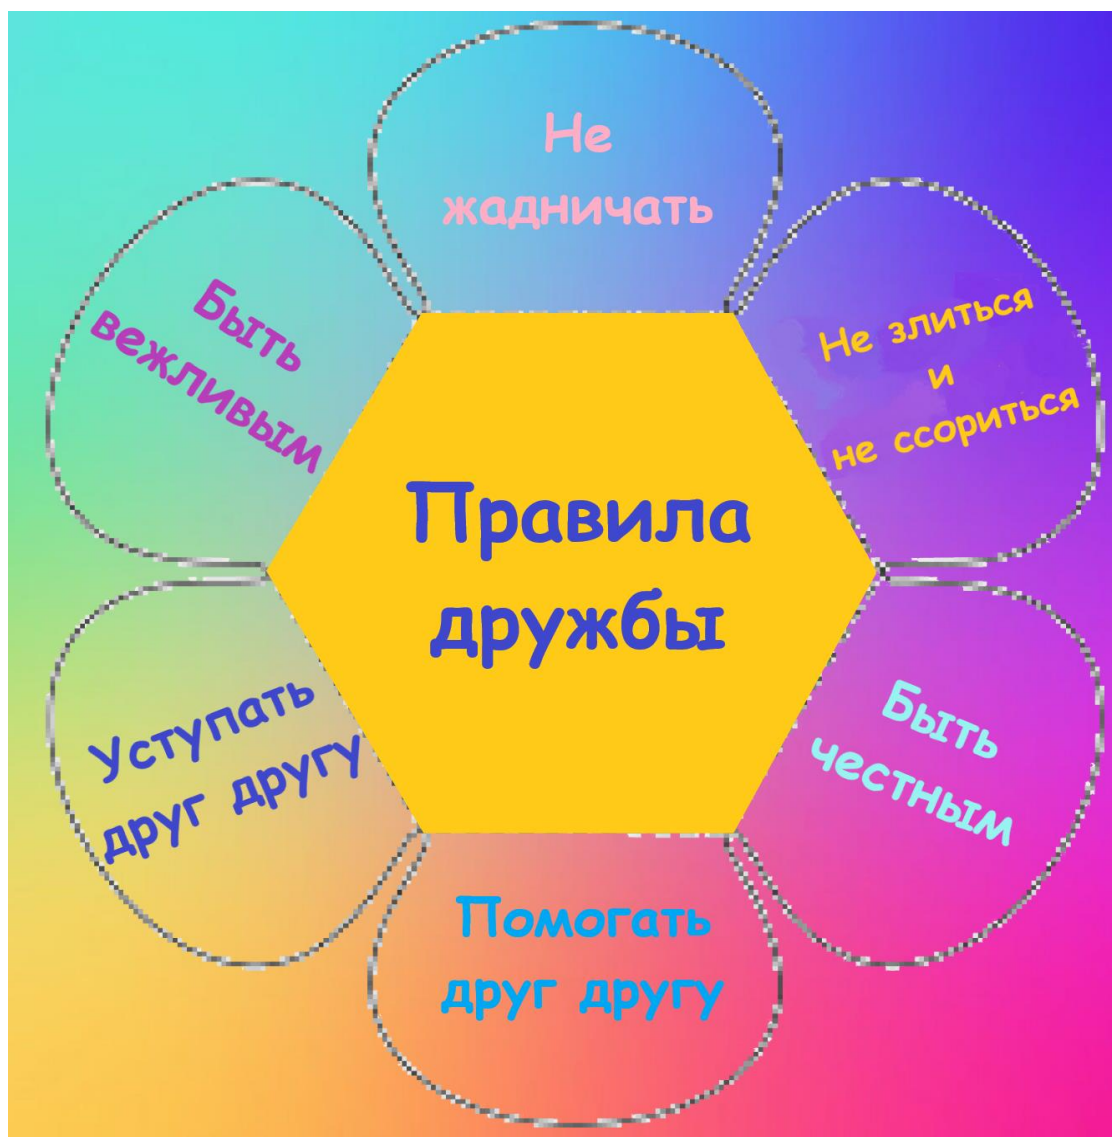 Правила
дружбы
Не
жадничать
Не злиться
и
не ссориться
Быть
честным
Помогать
друг другу
Уступать
друг другу
Быть
вежливым